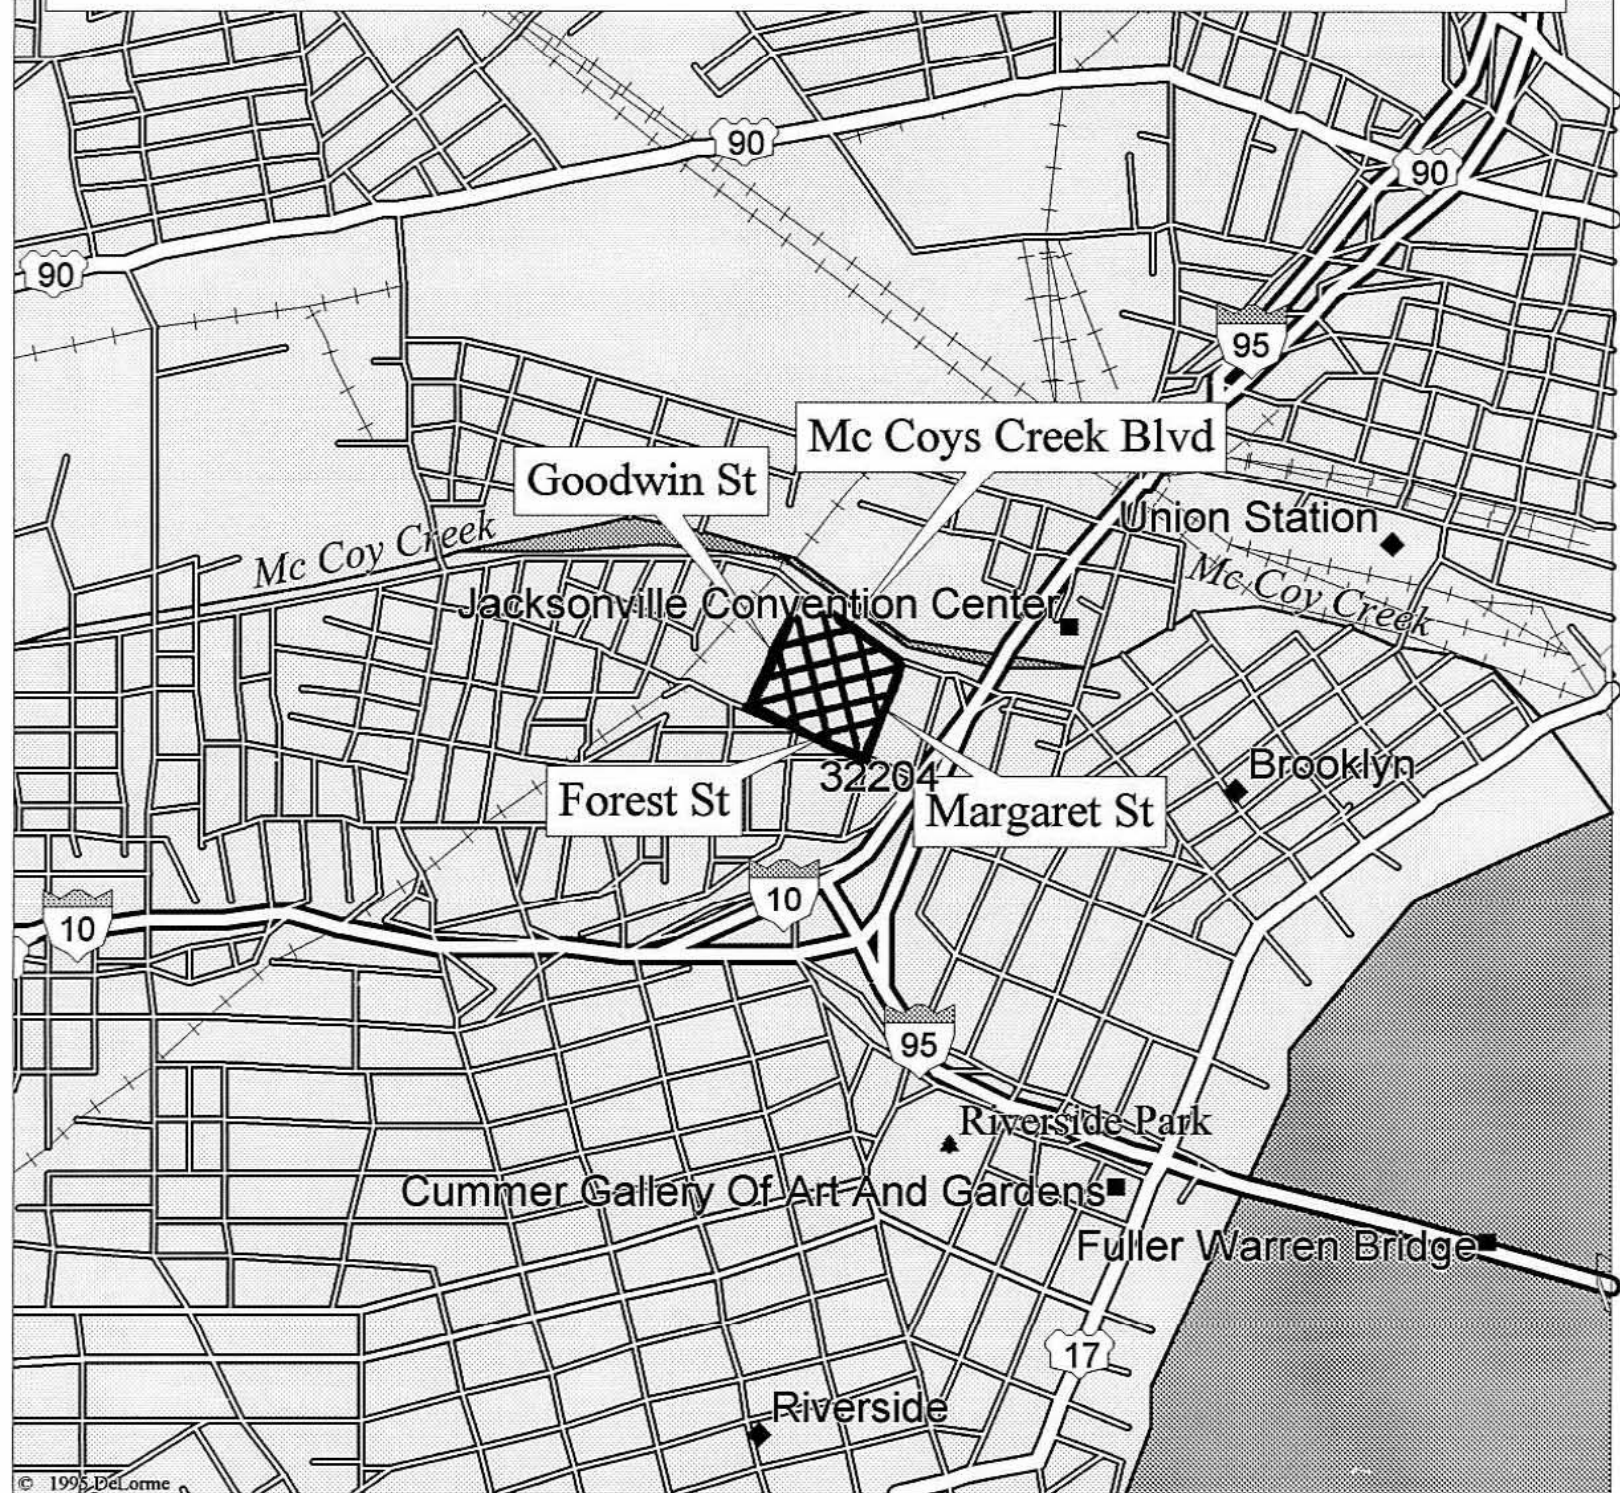 90
90
90
95
Mc Coys Creek Blvd
Goodwin St
Union Station
Mc Coy Creek
Mc Coy Creek
Jacksonville Convention Center
Brooklyn
32204
Forest St
Margaret St
10
10
95
Riverside Park
Cummer Gallery Of Art And Gardens
Fuller Warren Bridge
17
Riverside
© 1995 DeLorme